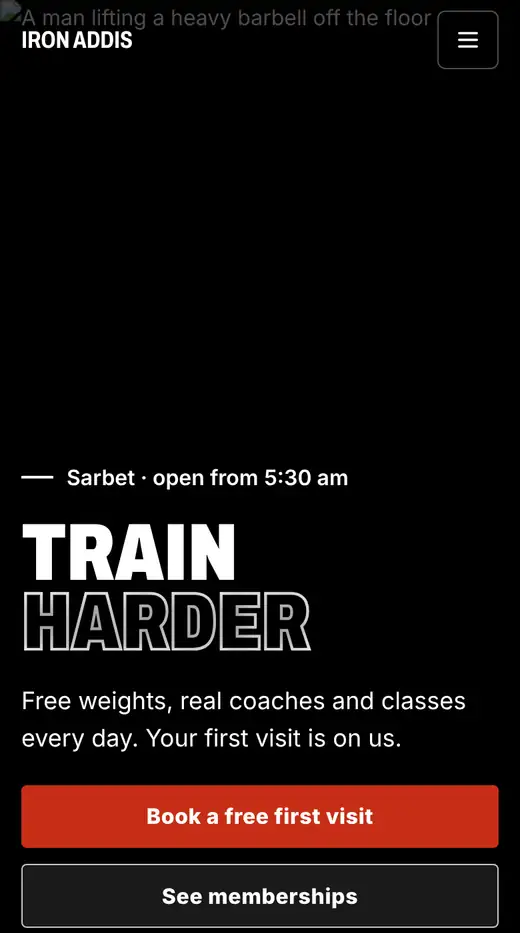 A man lifting a heavy barbell off the floor
IRON ADDIS
Sarbet · open from 5:30 am
TRAIN
HARDER
Free weights, real coaches and classes
every day. Your first visit is on us.
Book a free first visit
See memberships